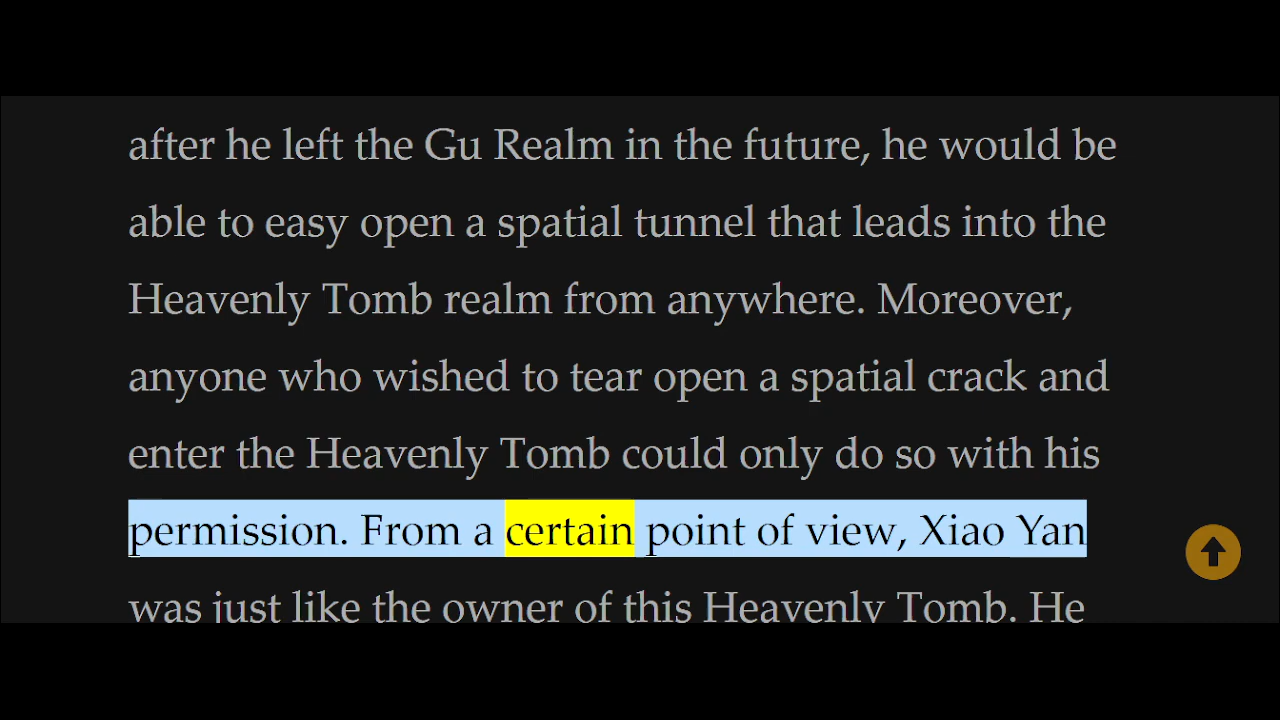 after he left the Gu Realm in the future, he would be
able to easy open a spatial tunnel that leads into the
Heavenly Tomb realm from anywhere. Moreover,
anyone who wished to tear open a spatial crack and
enter the Heavenly Tomb could only do so with his
permission. From a certain point of view, Xiao Yan
was just like the owner of this Heavenly Tomb. He